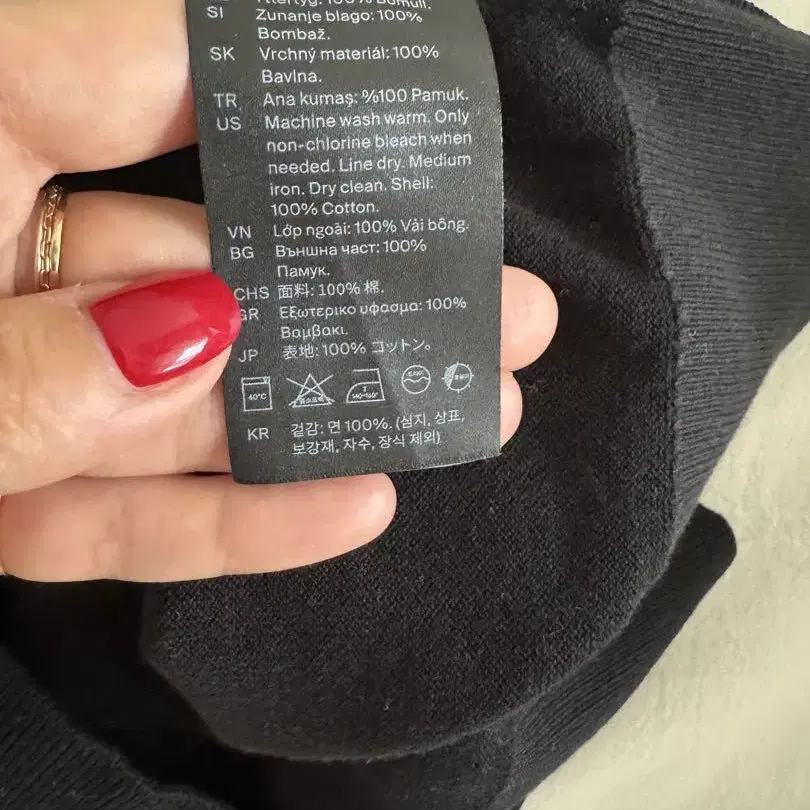 100% Bomull.
SI Zunanje blago: 100%
Bombaž.
SK Vrchný materiál: 100%
Bavlna.
TR Ana kumaş: %100 Pamuk.
US Machine wash warm. Only
non-chlorine bleach when
needed. Line dry. Medium
iron. Dry clean. Shell:
100% Cotton.
VN Lớp ngoài: 100% Vải bông.
BG Външна част: 100%
Памук.
CHS 面料: 100% 棉.
GR Εξωτερικο υφασμα: 100%
Βαμβακι.
JP 表地: 100% コットン。
40°C
140~160°
KR 겉감: 면 100%. (심지, 상표,
보강재, 자수, 장식 제외)